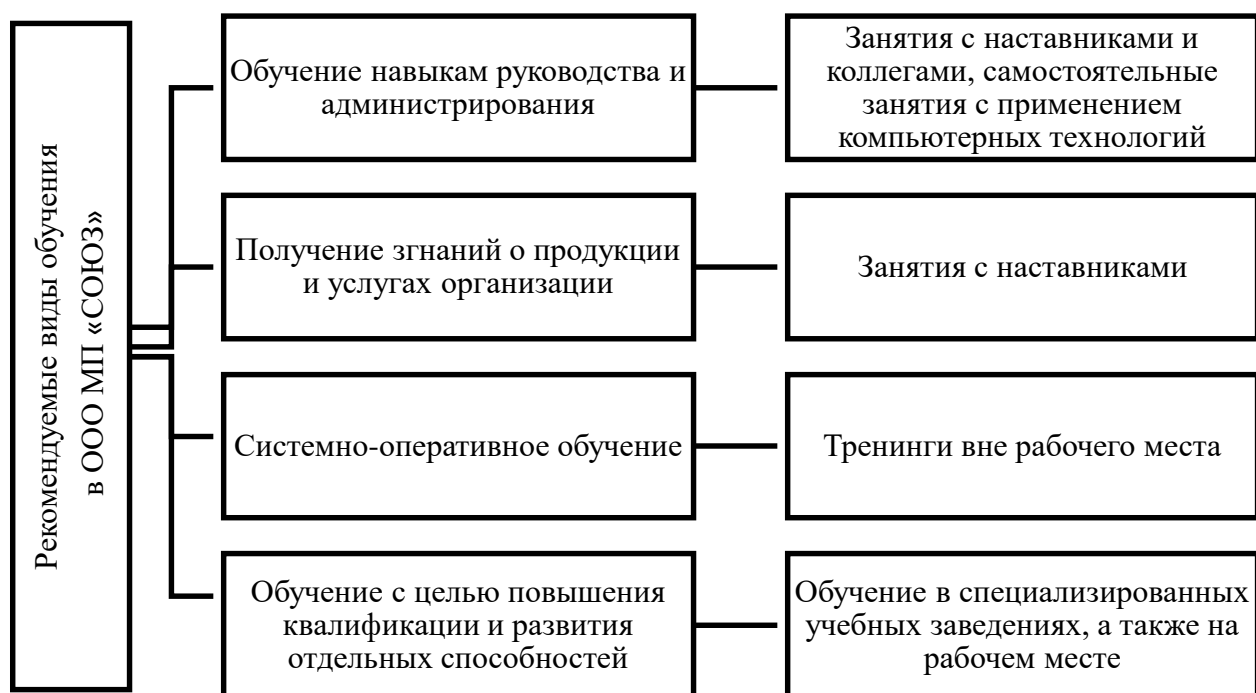 Рекомендуемые виды обучения
в ООО МП «СОЮЗ»
Обучение навыкам руководства и
администрирования
Занятия с наставниками и
коллегами, самостоятельные
занятия с применением
компьютерных технологий
Получение згнаний о продукции
и услугах организации
Занятия с наставниками
Системно-оперативное обучение
Тренинги вне рабочего места
Обучение с целью повышения
квалификации и развития
отдельных способностей
Обучение в специализированных
учебных заведениях, а также на
рабочем месте